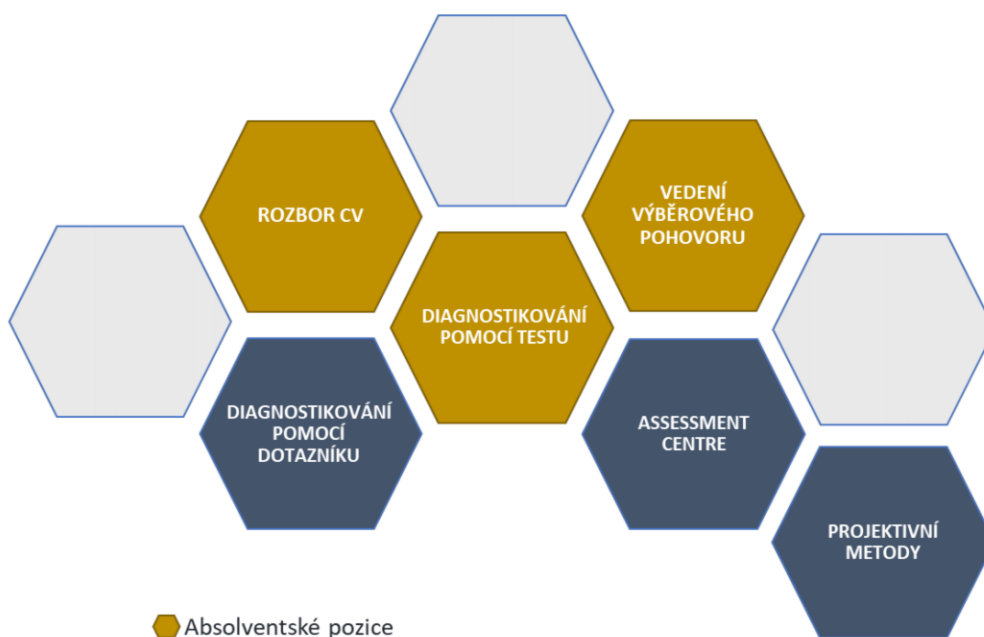 ROZBOR CV
VEDENÍ
VÝBĚROVÉHO
POHOVORU
DIAGNOSTIKOVÁNÍ
POMOCÍ TESTU
DIAGNOSTIKOVÁNÍ
POMOCÍ
DOTAZNÍKU
ASSESSMENT
CENTRE
PROJEKTIVNÍ
METODY
Absolventské pozice